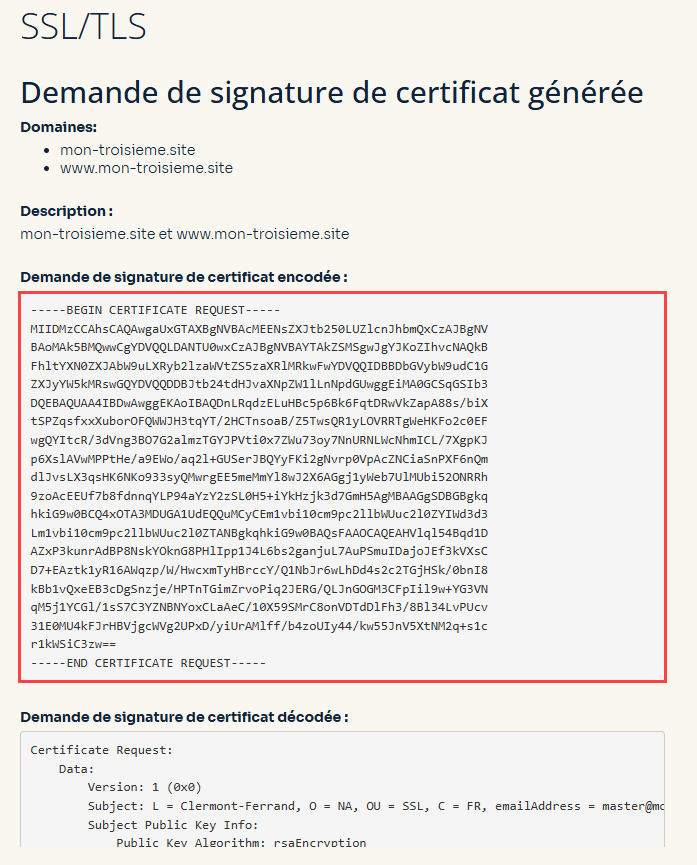 SSL/TLS
Demande de signature de certificat générée
Domaines:
mon-troisieme.site
www.mon-troisieme.site
Description :
mon-troisieme.site et www.mon-troisieme.site
Demande de signature de certificat encodée :
-----BEGIN CERTIFICATE REQUEST-----
MIIDMzCCAhsCAQAwgaUxGTAXBgNVBAcMEENsZXJtb250LUZlcnJhbmQxCzAJBgNV
BAoMAk5BMQwwCgYDVQQLDANTU0wxCzAJBgNVBAYTAkZSMSgwJgYJKoZIhvcNAQkB
FhltYXN0ZXJAbW9uLXRyb2lzaWVtZS5zaXRlMRkwFwYDVQQIDBBDbGVybW9udC1G
ZXJyYW5kMRswGQYDVQQDDBJtb24tdHJvaXNpZW1lLnNpdGUwggEiMA0GCSqGSIb3
DQEBAQUAA4IBDwAwggEKAoIBAQDnLRqdzELuHBc5p6Bk6FqtDRwVkZapA88s/biX
tSPZqsfxxXuborOFQWWJH3tqYT/2HCTnsoaB/Z5TwsQR1yLOVRRTgWeHKFo2c0EF
wgQYItcR/3dVng3BO7G2almzTGYJPVti0x7ZWu73oy7NnURNLWcNhmICL/7XgpKJ
p6XslAVwMPPtHe/a9EWo/aq2l+GUSerJBQYyFKi2gNvrp0VpAcZNCiaSnPXF6nQm
dlJvsLX3qsHK6NKo933syQMwrgEE5meMmYl8wJ2X6AGgj1yWeb7UlMUbi52ONRRh
9zoAcEEUf7b8fdnnqYLP94aYzY2zSL0H5+iYkHzjk3d7GmH5AgMBAAGgSDBGBgkq
hkiG9w0BCQ4xOTA3MDUGA1UdEQQuMCyCEm1vbi10cm9pc2llbWUuc2l0ZYIWd3d3
Lm1vbi10cm9pc2llbWUuc2l0ZTANBgkqhkiG9w0BAQsFAAOCAQEAHVlql54Bqd1D
AZxP3kunrAdBP8NskYOknG8PHlIpp1J4L6bs2ganjuL7AuPSmuIDajoJEf3kVXsC
D7+EAztk1yR16AWqzp/W/HwcxmTyHBrccY/Q1NbJr6wLhDd4s2c2TGjHSk/0bnI8
kBb1vQxeEB3cDgSnzje/HPTnTGimZrvoPiq2JERG/QLJnGOGM3CFpIil9w+YG3VN
qM5j1YCGl/1sS7C3YZNBNYoxCLaAeC/10X59SMrC8onVDTdDlFh3/8Bl34LvPUcv
31E0MU4kFJrHBVjgcWVg2UPxD/yiUrAMlff/b4zoUIy44/kw55JnV5XtNM2q+s1c
r1kWSiC3zw==
-----END CERTIFICATE REQUEST-----
Demande de signature de certificat décodée :
Certificate Request:
Data:
Version: 1 (0x0)
Subject: L = Clermont-Ferrand, O = NA, OU = SSL, C = FR, emailAddress = master@mo
Subject Public Key Info:
Public Key Algorithm: rsaEncryption